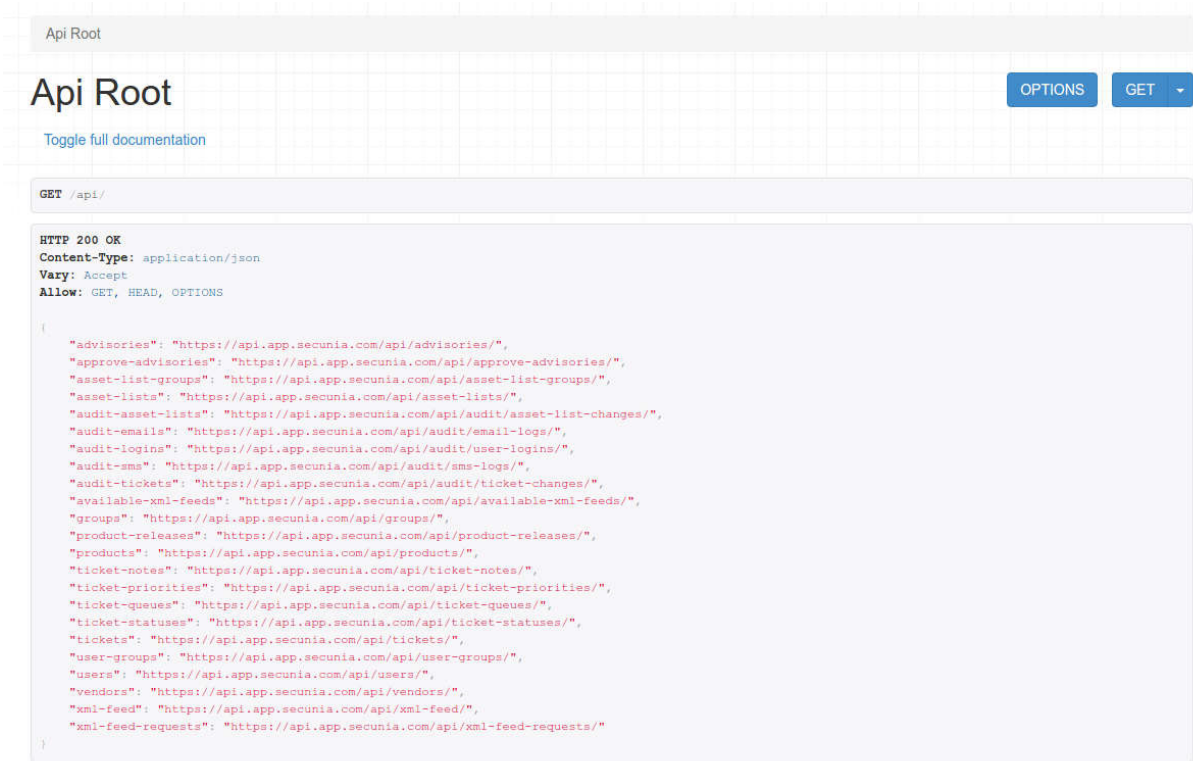 Api Root
Api Root
OPTIONS
GET
Toggle full documentation
GET /api/
HTTP 200 OK
Content-Type: application/json
Vary: Accept
Allow: GET, HEAD, OPTIONS
{
"advisories": "https://api.app.secunia.com/api/advisories/",
"approve-advisories": "https://api.app.secunia.com/api/approve-advisories/",
"asset-list-groups": "https://api.app.secunia.com/api/asset-list-groups/",
"asset-lists": "https://api.app.secunia.com/api/asset-lists/",
"audit-asset-lists": "https://api.app.secunia.com/api/audit/asset-list-changes/",
"audit-emails": "https://api.app.secunia.com/api/audit/email-logs/",
"audit-logins": "https://api.app.secunia.com/api/audit/user-logins/",
"audit-sms": "https://api.app.secunia.com/api/audit/sms-logs/",
"audit-tickets": "https://api.app.secunia.com/api/audit/ticket-changes/",
"available-xml-feeds": "https://api.app.secunia.com/api/available-xml-feeds/",
"groups": "https://api.app.secunia.com/api/groups/",
"product-releases": "https://api.app.secunia.com/api/product-releases/",
"products": "https://api.app.secunia.com/api/products/",
"ticket-notes": "https://api.app.secunia.com/api/ticket-notes/",
"ticket-priorities": "https://api.app.secunia.com/api/ticket-priorities/",
"ticket-queues": "https://api.app.secunia.com/api/ticket-queues/",
"ticket-statuses": "https://api.app.secunia.com/api/ticket-statuses/",
"tickets": "https://api.app.secunia.com/api/tickets/",
"user-groups": "https://api.app.secunia.com/api/user-groups/",
"users": "https://api.app.secunia.com/api/users/",
"vendors": "https://api.app.secunia.com/api/vendors/",
"xml-feed": "https://api.app.secunia.com/api/xml-feed/",
"xml-feed-requests": "https://api.app.secunia.com/api/xml-feed-requests/"
}